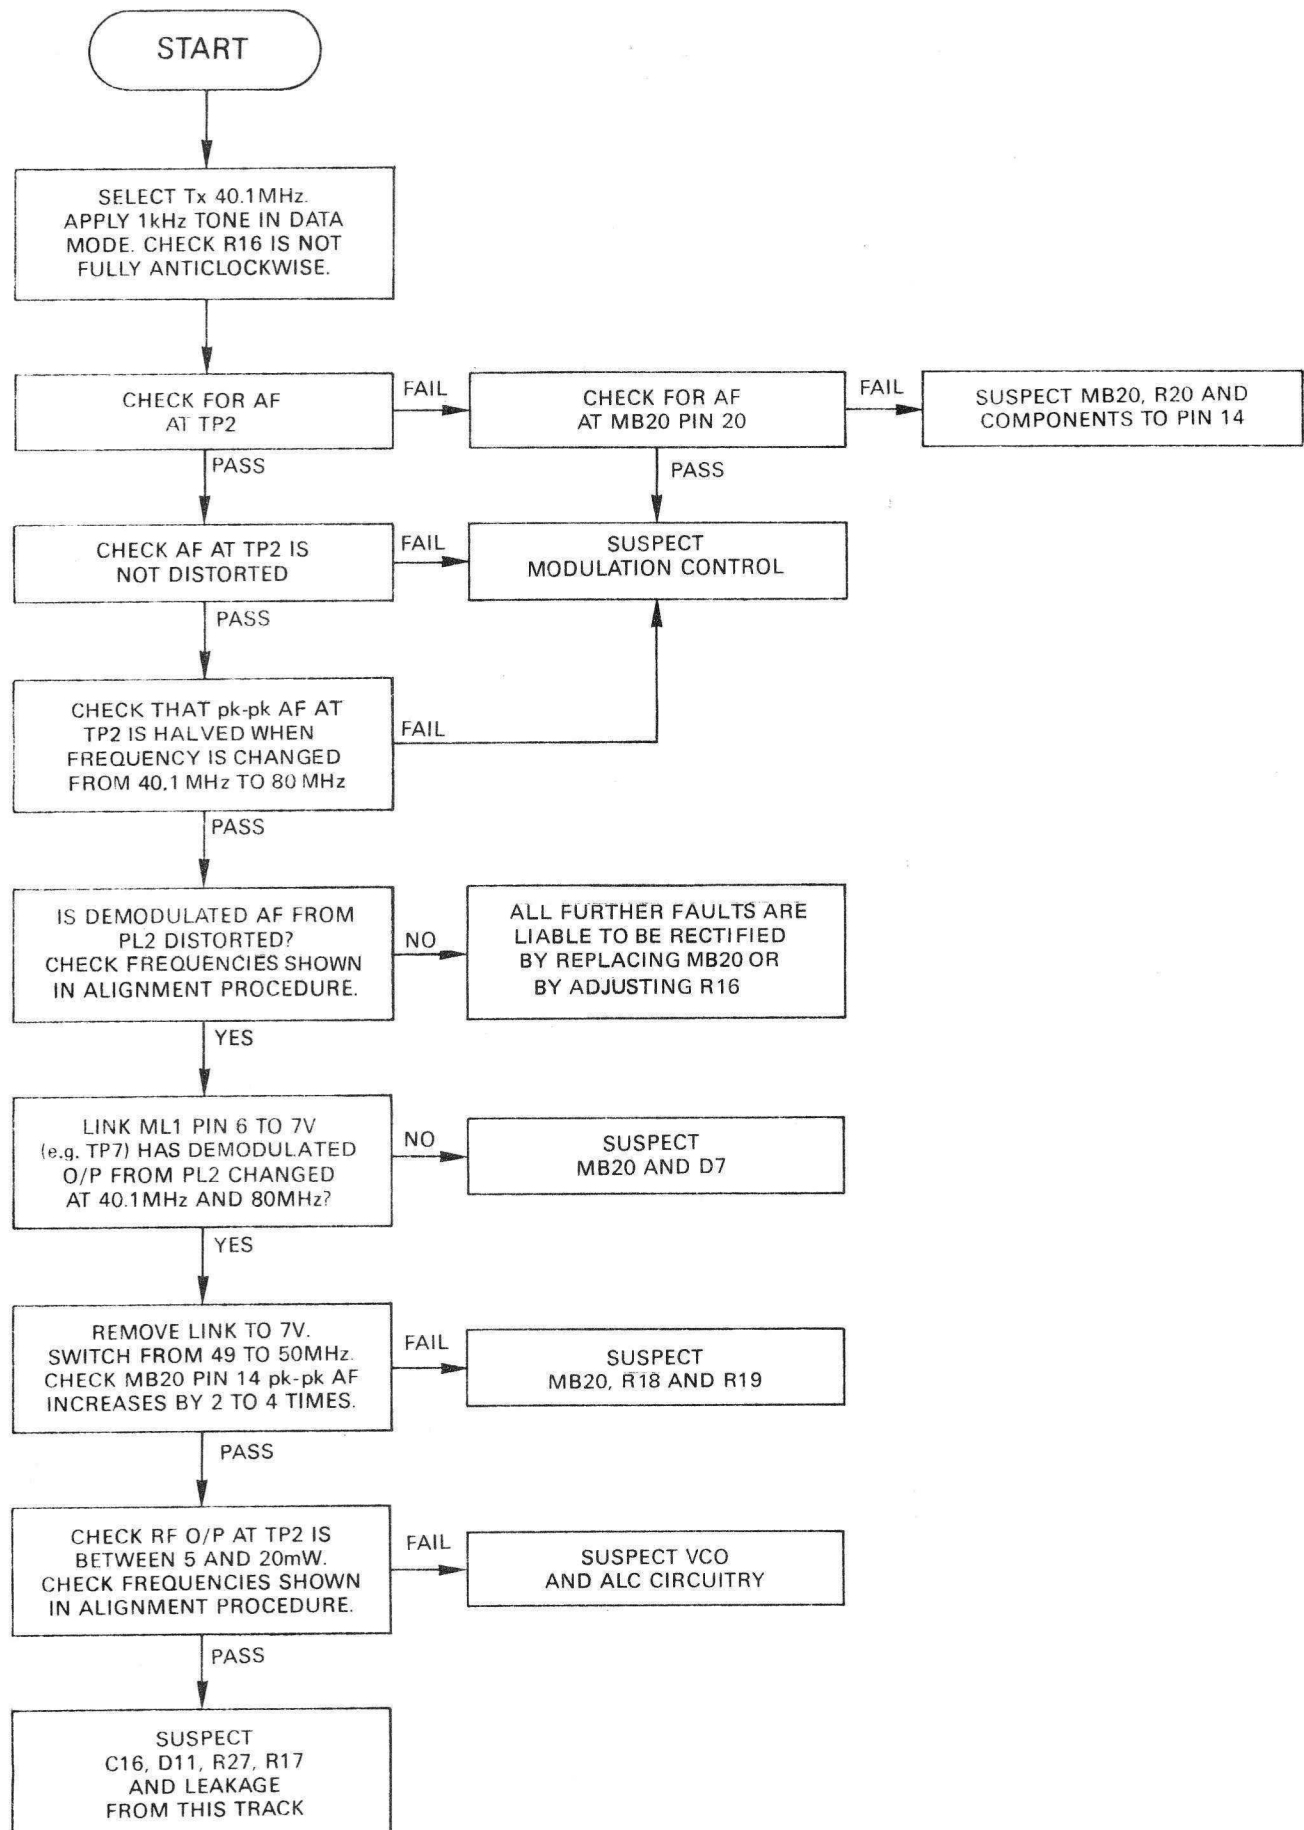 START
SELECT Tx 40.1MHz.
APPLY 1kHz TONE IN DATA
MODE. CHECK R16 IS NOT
FULLY ANTICLOCKWISE.
CHECK FOR AF
AT TP2
FAIL
CHECK FOR AF
AT MB20 PIN 20
FAIL
SUSPECT MB20, R20 AND
COMPONENTS TO PIN 14
PASS
PASS
CHECK AF AT TP2 IS
NOT DISTORTED
FAIL
SUSPECT
MODULATION CONTROL
PASS
CHECK THAT pk-pk AF AT
TP2 IS HALVED WHEN
FREQUENCY IS CHANGED
FROM 40.1 MHz TO 80 MHz
FAIL
PASS
IS DEMODULATED AF FROM
PL2 DISTORTED?
CHECK FREQUENCIES SHOWN
IN ALIGNMENT PROCEDURE.
NO
ALL FURTHER FAULTS ARE
LIABLE TO BE RECTIFIED
BY REPLACING MB20 OR
BY ADJUSTING R16
YES
LINK ML1 PIN 6 TO 7V
(e.g. TP7) HAS DEMODULATED
O/P FROM PL2 CHANGED
AT 40.1MHz AND 80MHz?
NO
SUSPECT
MB20 AND D7
YES
REMOVE LINK TO 7V.
SWITCH FROM 49 TO 50MHz.
CHECK MB20 PIN 14 pk-pk AF
INCREASES BY 2 TO 4 TIMES.
FAIL
SUSPECT
MB20, R18 AND R19
PASS
CHECK RF O/P AT TP2 IS
BETWEEN 5 AND 20mW.
CHECK FREQUENCIES SHOWN
IN ALIGNMENT PROCEDURE.
FAIL
SUSPECT VCO
AND ALC CIRCUITRY
PASS
SUSPECT
C16, D11, R27, R17
AND LEAKAGE
FROM THIS TRACK